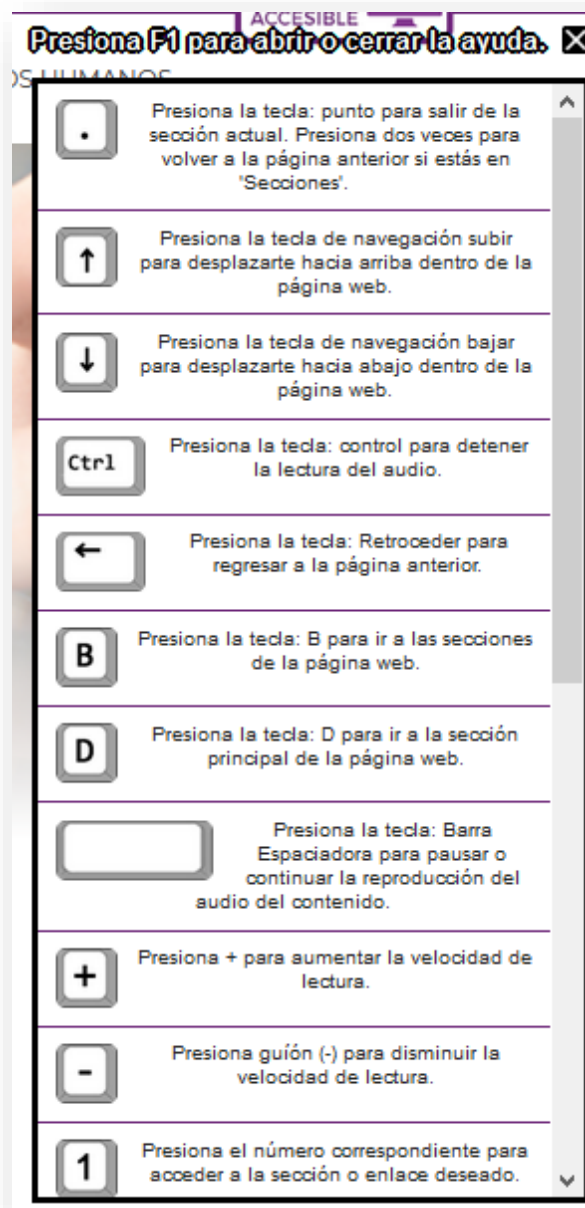 ACCESIBLE
Presiona F1 para abrir o cerrar la ayuda.
OS HUMANOS
.
Presiona la tecla: punto para salir de la
sección actual. Presiona dos veces para
volver a la página anterior si estás en
'Secciones'.
↑
Presiona la tecla de navegación subir
para desplazarte hacia arriba dentro de la
página web.
↓
Presiona la tecla de navegación bajar
para desplazarte hacia abajo dentro de la
página web.
Ctrl
Presiona la tecla: control para detener
la lectura del audio.
←
Presiona la tecla: Retroceder para
regresar a la página anterior.
B
Presiona la tecla: B para ir a las secciones
de la página web.
D
Presiona la tecla: D para ir a la sección
principal de la página web.
Presiona la tecla: Barra
Espaciadora para pausar o
continuar la reproducción del
audio del contenido.
+
Presiona + para aumentar la velocidad de
lectura.
-
Presiona guíón (-) para disminuir la
velocidad de lectura.
1
Presiona el número correspondiente para
acceder a la sección o enlace deseado.